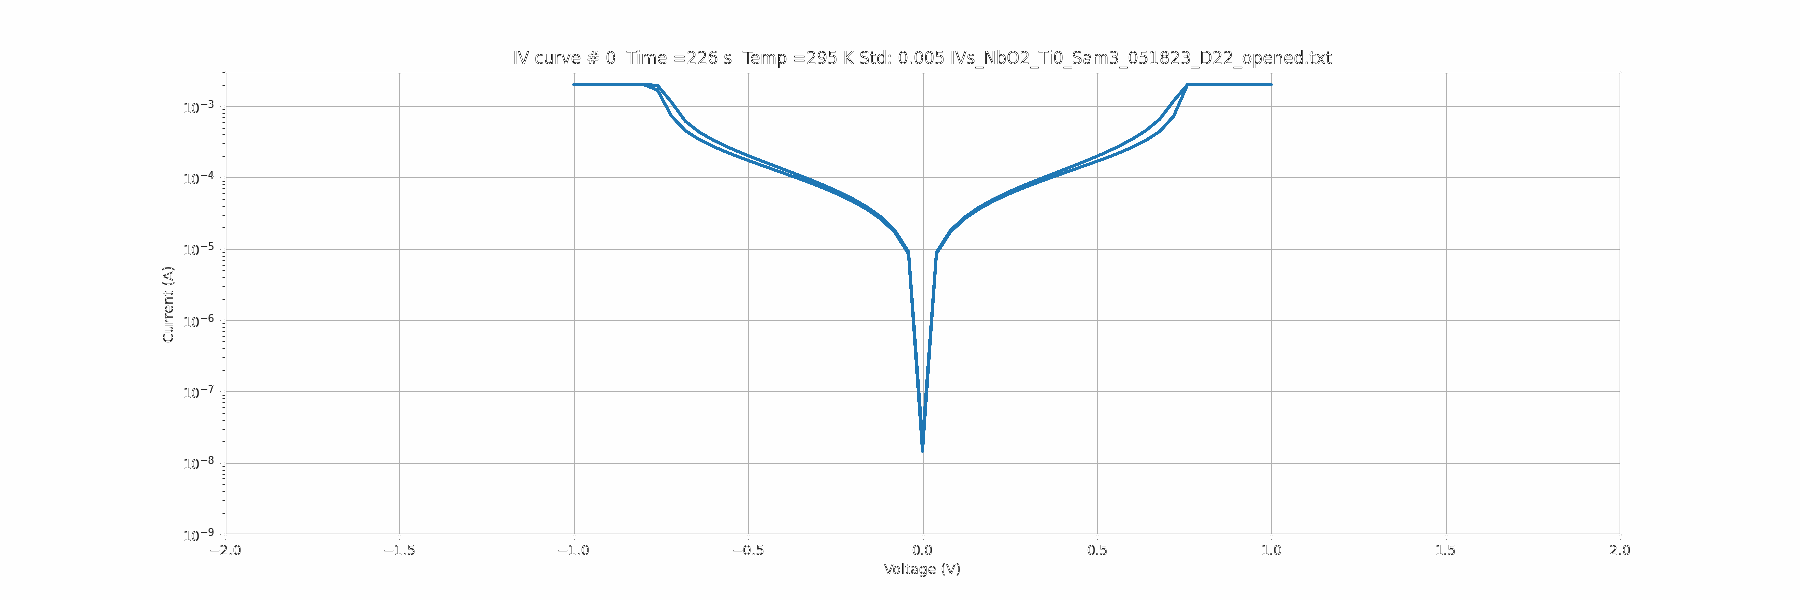 IV curve # 0 Time =226 s Temp =295 K Std: 0.005 IVs_NbO2_Ti0_Sam3_051823_D22_opened.txt
10⁻³
10⁻⁴
10⁻⁵
10⁻⁶
10⁻⁷
10⁻⁸
10⁻⁹
Current (A)
−2.0 −1.5 −1.0 −0.5 0.0 0.5 1.0 1.5 2.0
Voltage (V)